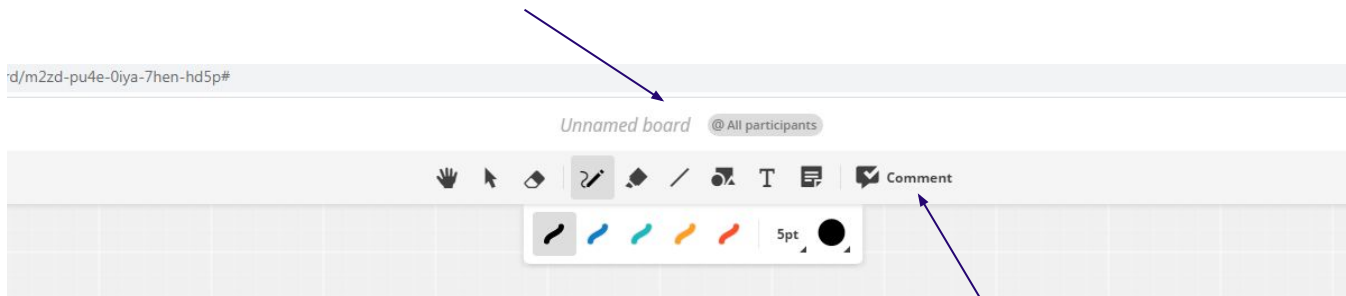 rd/m2zd-pu4e-0iya-7hen-hd5p#
Unnamed board @ All participants
T Comment
5pt